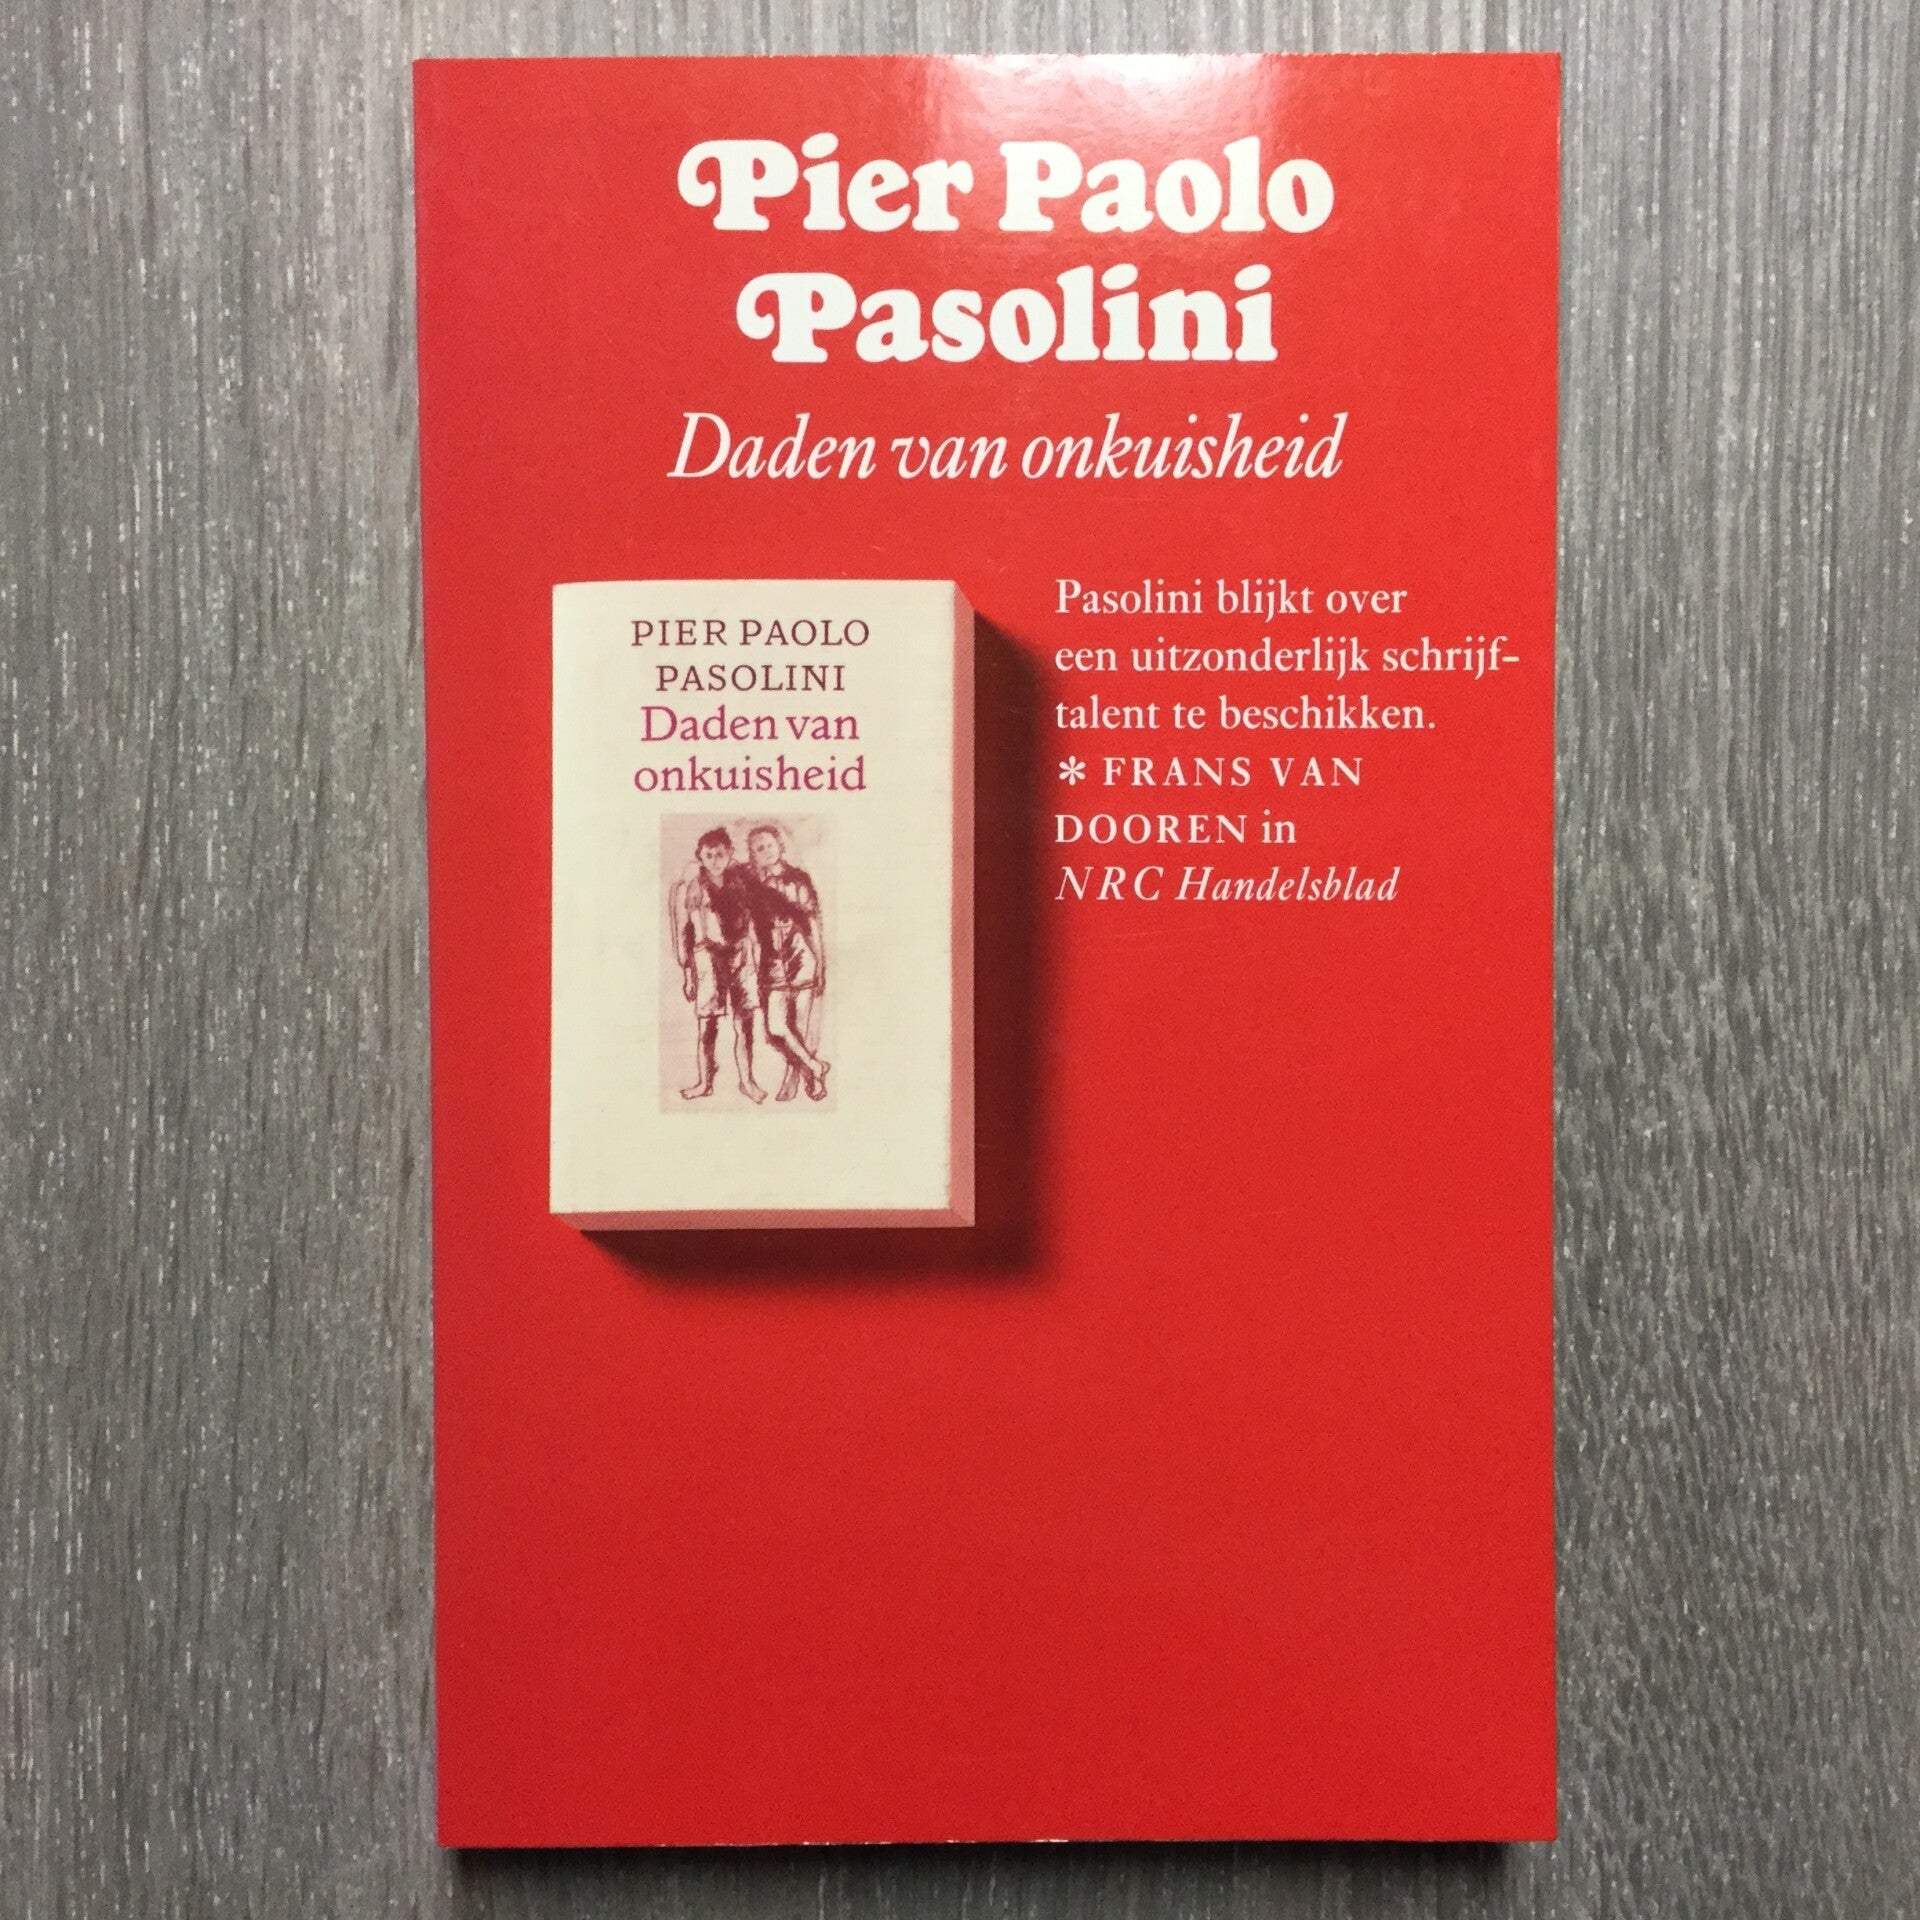 Pier Paolo
Pasolini
Daden van onkuisheid
PIER PAOLO
PASOLINI
Daden van
onkuisheid
Pasolini blijkt over
een uitzonderlijk schrijf-
talent te beschikken.
* FRANS VAN
DOOREN in
NRC Handelsblad